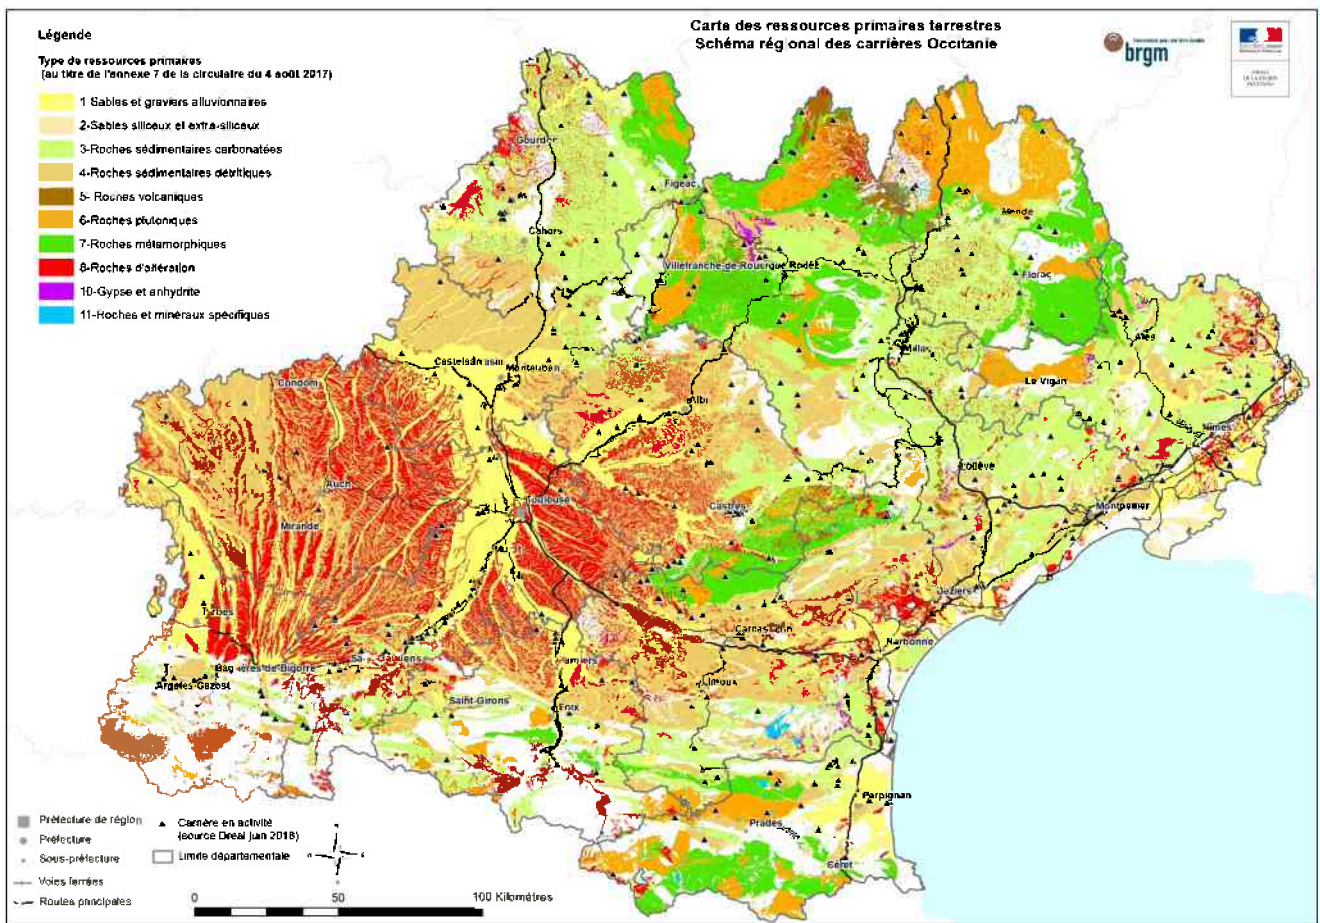 Carte des ressources primaires terrestres
Schéma régional des carrières Occitanie
brgm
Légende
Type de ressources primaires
(au titre de l'annexe 7 de la circulaire du 4 août 2017)
1 Sables et graviers alluvionnaires
2-Sables siliceux et extra-siliceux
3-Roches sédimentaires carbonatées
4-Roches sédimentaires détritiques
5- Roches volcaniques
6-Roches plutoniques
7-Roches métamorphiques
8-Roches d'altération
10-Gypse et anhydrite
11-Roches et minéraux spécifiques
Gourdon
Figeac
Mende
Cahors
Villefranche-de-Rouergue
Rodez
Florac
Alès
Castelsarrasin
Montauban
Millau
Condom
Le Vigan
Albi
Nîmes
Lodève
Auch
Toulouse
Castres
Montpellier
Mirande
Muret
Béziers
Tarbes
Carcassonne
Narbonne
Bagnères-de-Bigorre
Saint-Gaudens
Pamiers
Argelès-Gazost
Limoux
Saint-Girons
Foix
Perpignan
Prades
Céret
Préfecture de région
Préfecture
Sous-préfecture
Voies ferrées
Routes principales
Carrière en activité
(source Dreal juin 2018)
Limite départementale
0 50 100 Kilomètres